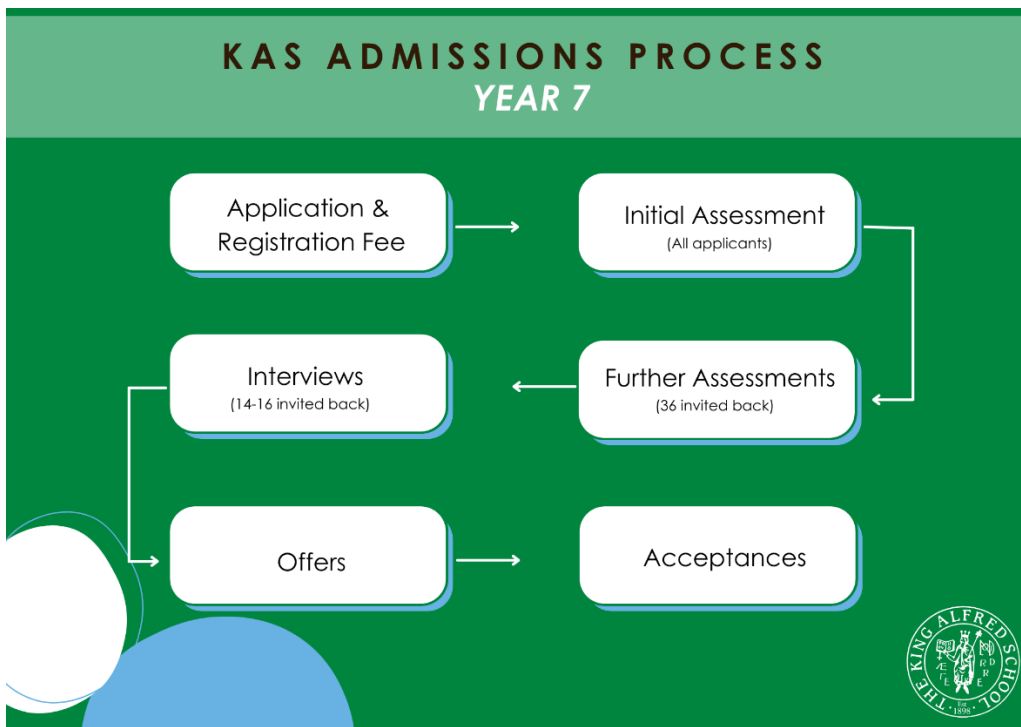 KAS ADMISSIONS PROCESS
YEAR 7
Application &
Registration Fee
Initial Assessment
(All applicants)
Further Assessments
(36 invited back)
Interviews
(14-16 invited back)
Offers
Acceptances
THE KING ALFRED SCHOOL
Est
1898